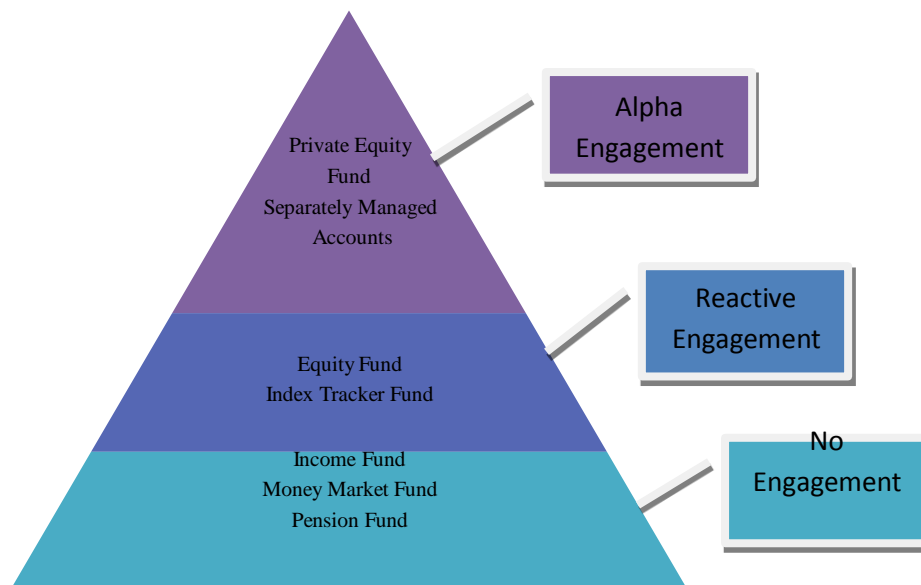 Private Equity
Fund
Separately Managed
Accounts
Alpha
Engagement
Equity Fund
Index Tracker Fund
Reactive
Engagement
Income Fund
Money Market Fund
Pension Fund
No
Engagement